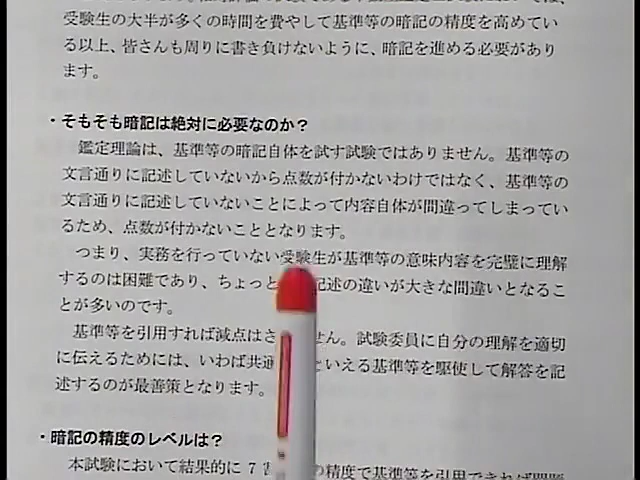 受験生の大半が多くの時間を費やして基準等の暗記の精度を高めてい
る以上、皆さんも周りに書き負けないように、暗記を進める必要があり
ます。
・そもそも暗記は絶対に必要なのか？
鑑定理論は、基準等の暗記自体を試す試験ではありません。基準等の
文言通りに記述していないから点数が付かないわけではなく、基準等の
文言通りに記述していないことによって内容自体が間違ってしまってい
るため、点数が付かないこととなります。
つまり、実務を行っていない受験生が基準等の意味内容を完璧に理解
するのは困難であり、ちょっと 記述の違いが大きな間違いとなるこ
とが多いのです。
基準等を引用すれば減点はさ せん。試験委員に自分の理解を適切
に伝えるためには、いわば共通 といえる基準等を駆使して解答を記
述するのが最善策となります。
・暗記の精度のレベルは？
本試験において結果的に７ の精度で基準等を引用できれば問題